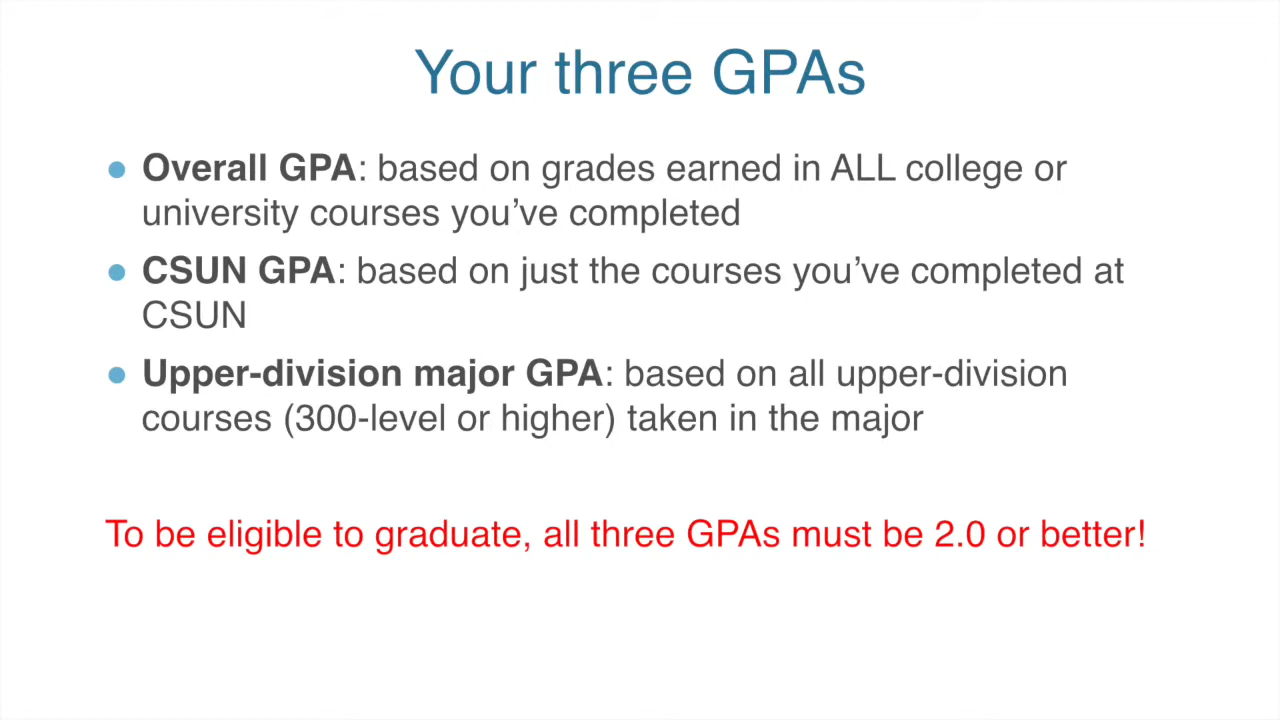 Your three GPAs
● Overall GPA: based on grades earned in ALL college or
university courses you’ve completed
● CSUN GPA: based on just the courses you’ve completed at
CSUN
● Upper-division major GPA: based on all upper-division
courses (300-level or higher) taken in the major
To be eligible to graduate, all three GPAs must be 2.0 or better!